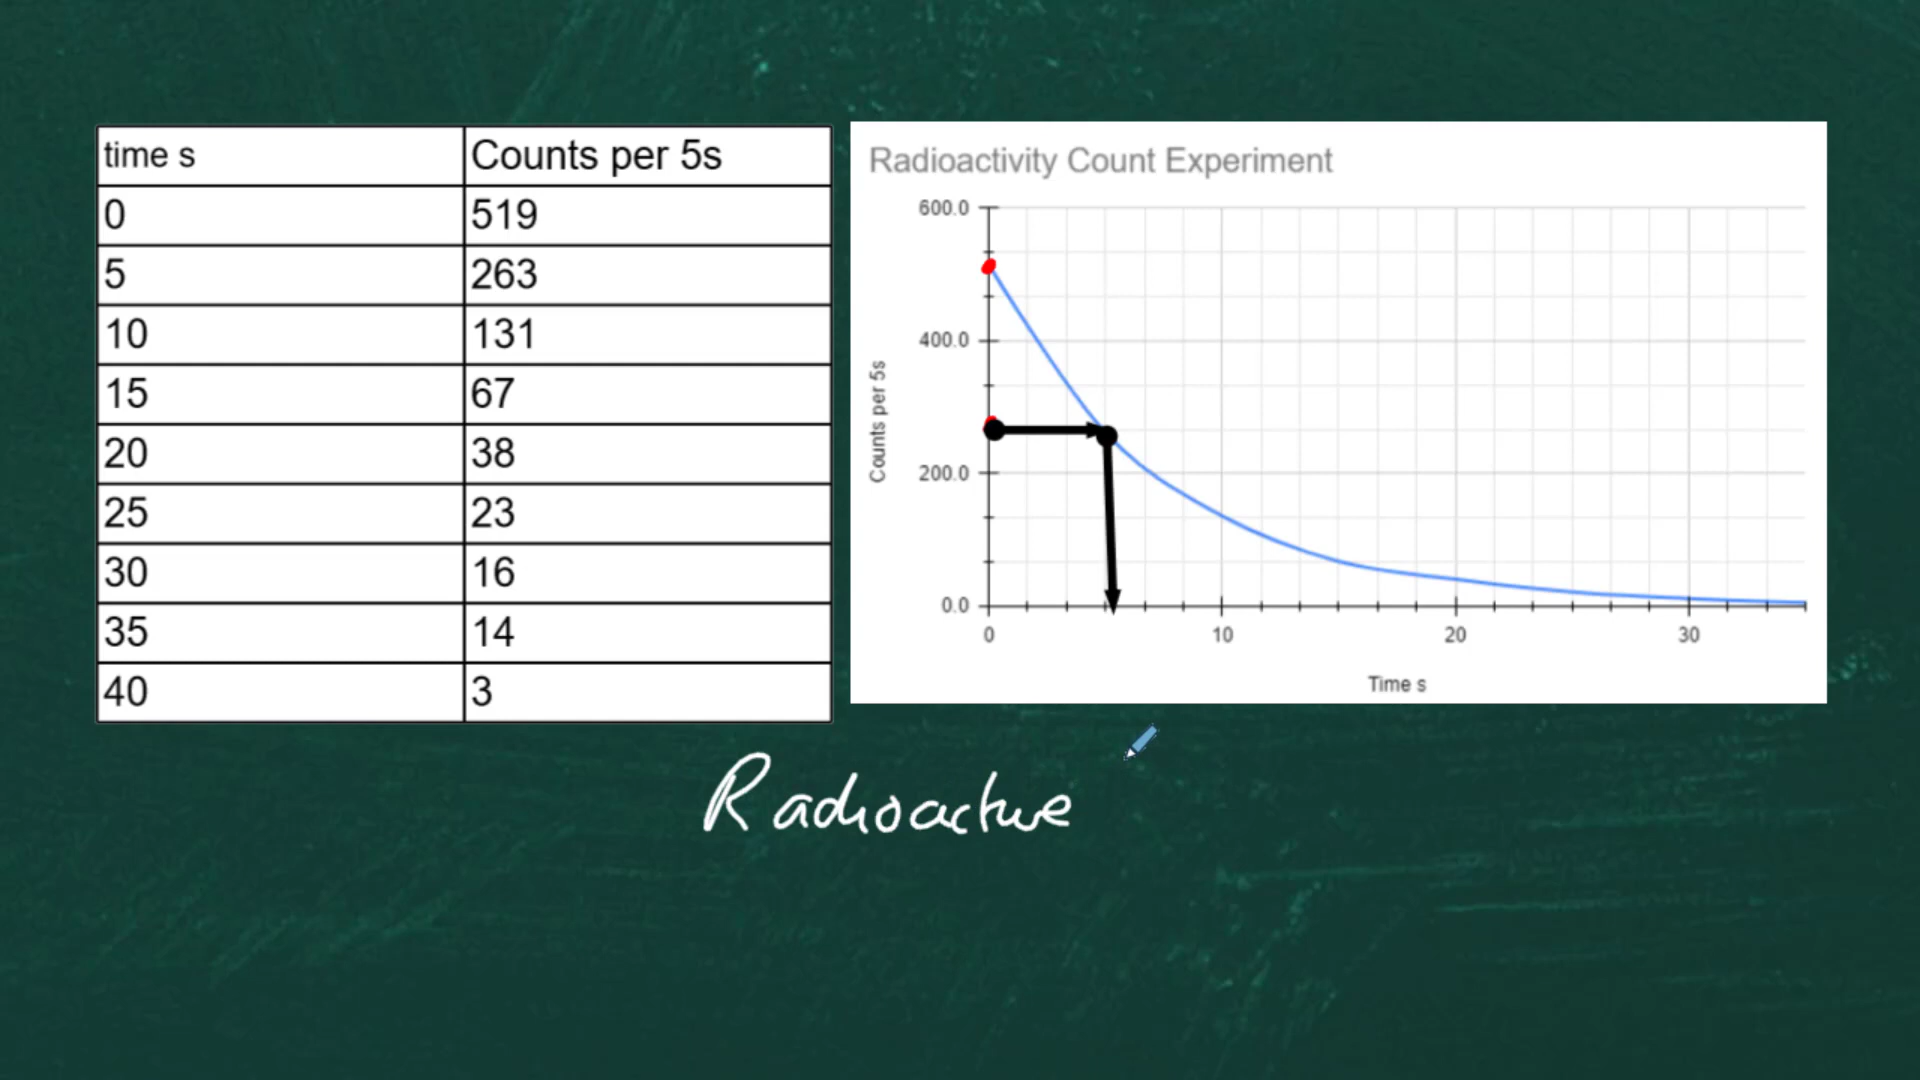 time s Counts per 5s
0 519
5 263
10 131
15 67
20 38
25 23
30 16
35 14
40 3
Radioactivity Count Experiment
600.0
400.0
200.0
0.0
Counts per 5s
0 10 20 30
Time s
Radioactive